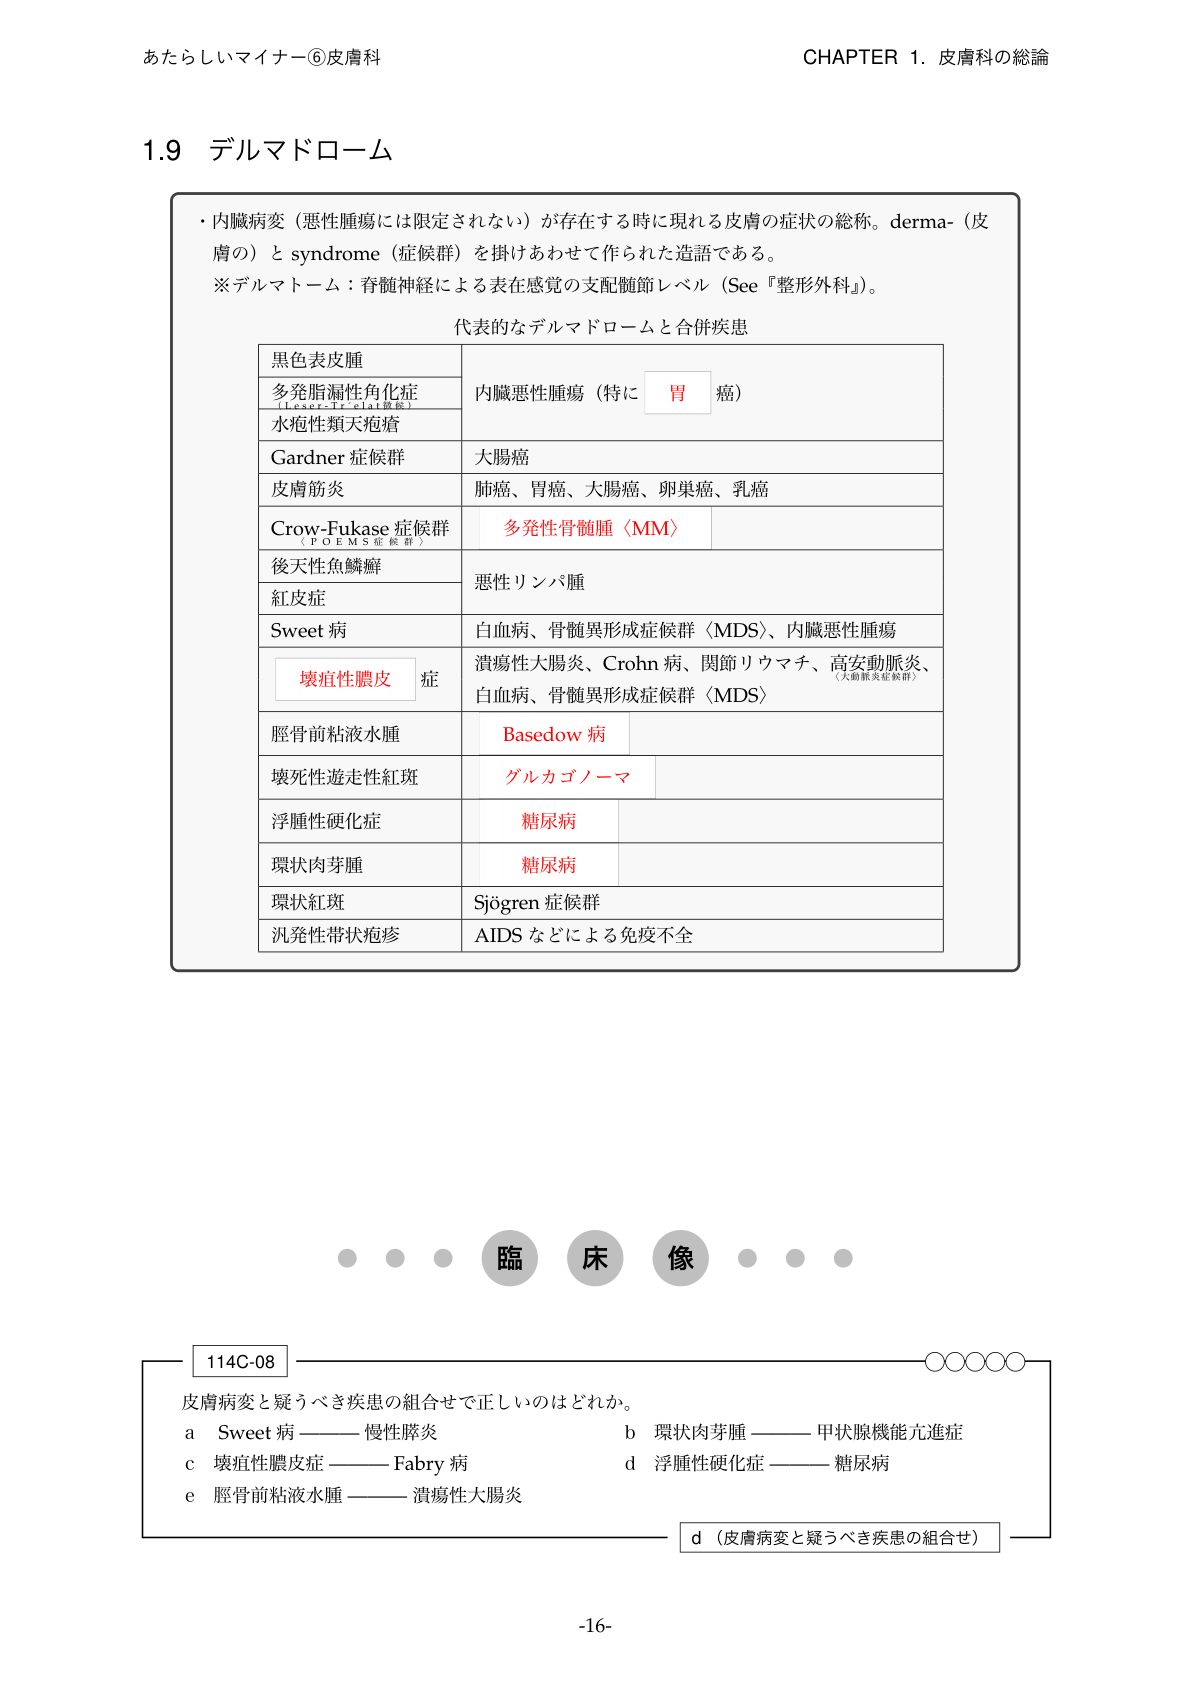 あたらしいマイナー⑥皮膚科 CHAPTER 1. 皮膚科の総論
1.9 デルマドローム
・内臓病変（悪性腫瘍には限定されない）が存在する時に現れる皮膚の症状の総称。derma-（皮
膚の）と syndrome（症候群）を掛けあわせて作られた造語である。
※デルマトーム：脊髄神経による表在感覚の支配髄節レベル（See『整形外科』）。
代表的なデルマドロームと合併疾患
黒色表皮腫
多発脂漏性角化症
（Leser-Tr´elat徴候）
水疱性類天疱瘡
内臓悪性腫瘍（特に 胃 癌）
Gardner 症候群 大腸癌
皮膚筋炎 肺癌、胃癌、大腸癌、卵巣癌、乳癌
Crow-Fukase 症候群 多発性骨髄腫〈MM〉
〈POEMS症候群〉
後天性魚鱗癬
紅皮症
悪性リンパ腫
Sweet 病 白血病、骨髄異形成症候群〈MDS〉、内臓悪性腫瘍
壊疽性膿皮 症 潰瘍性大腸炎、Crohn 病、関節リウマチ、高安動脈炎、
〈大動脈炎症候群〉
白血病、骨髄異形成症候群〈MDS〉
脛骨前粘液水腫 Basedow 病
壊死性遊走性紅斑 グルカゴノーマ
浮腫性硬化症 糖尿病
環状肉芽腫 糖尿病
環状紅斑 Sjögren 症候群
汎発性帯状疱疹 AIDS などによる免疫不全
臨 床 像
114C-08
皮膚病変と疑うべき疾患の組合せで正しいのはどれか。
a Sweet 病 ——— 慢性膵炎 b 環状肉芽腫 ——— 甲状腺機能亢進症
c 壊疽性膿皮症 ——— Fabry 病 d 浮腫性硬化症 ——— 糖尿病
e 脛骨前粘液水腫 ——— 潰瘍性大腸炎
d （皮膚病変と疑うべき疾患の組合せ）
-16-